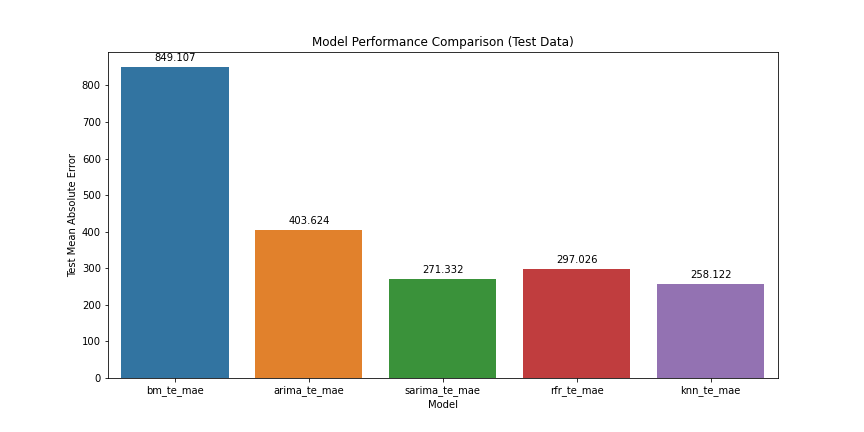 Model Performance Comparison (Test Data)
849.107
403.624
271.332
297.026
258.122
800
700
600
500
400
300
200
100
0
Test Mean Absolute Error
bm_te_mae
arima_te_mae
sarima_te_mae
rfr_te_mae
knn_te_mae
Model